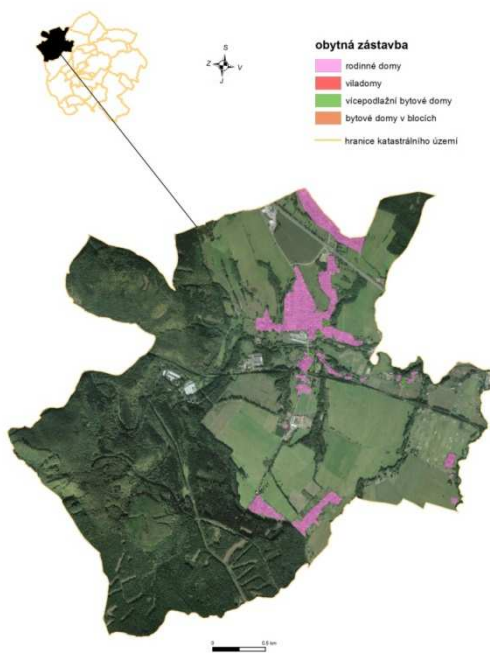 S
Z V
J
obytná zástavba
rodinné domy
viladomy
vícepodlažní bytové domy
bytové domy v blocích
hranice katastrálního území
0 0,5 km